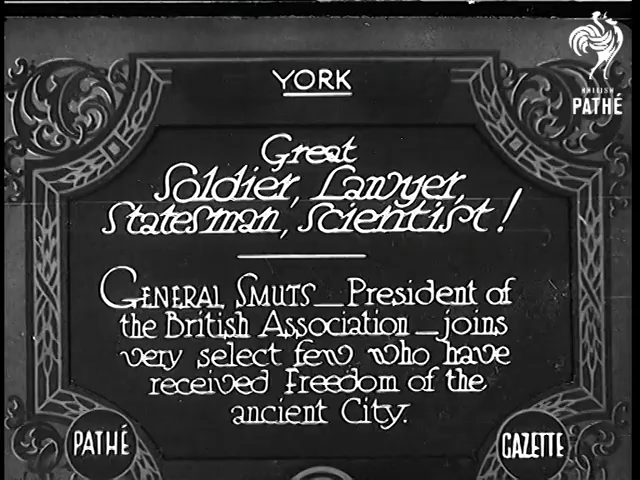 YORK
BRITISH
PATHÉ
Great
Soldier, Lawyer,
Statesman, Scientist!
GENERAL SMUTS — President of
the British Association — joins
very select few who have
received Freedom of the
ancient City.
PATHÉ
GAZETTE